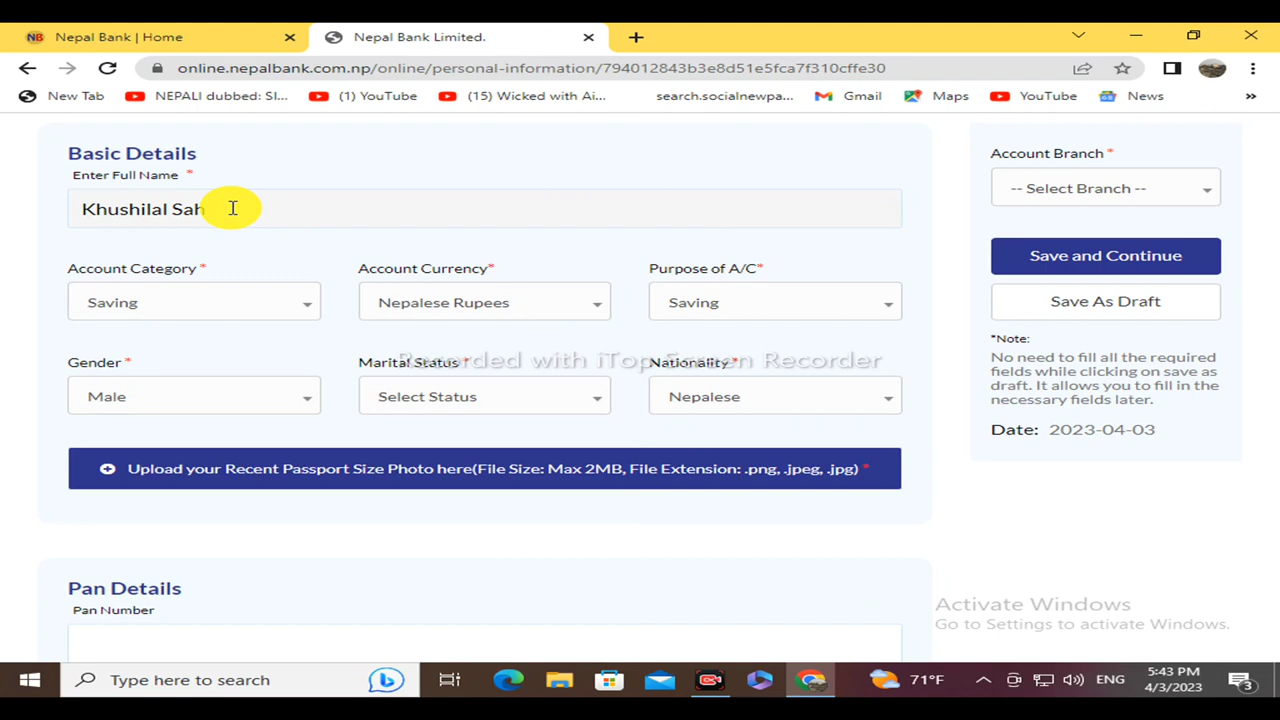 Nepal Bank | Home
Nepal Bank Limited.
online.nepalbank.com.np/online/personal-information/794012843b3e8d51e5fca7f310cffe30
New Tab
NEPALI dubbed: Sl...
(1) YouTube
(15) Wicked with Ai...
search.socialnewpa...
Gmail
Maps
YouTube
News
»
Basic Details
Enter Full Name *
Khushilal Sah
Account Category *
Account Currency*
Purpose of A/C*
Saving
Nepalese Rupees
Saving
Gender *
Marital Status *
Nationality *
Recorded with iTop Screen Recorder
Male
Select Status
Nepalese
Upload your Recent Passport Size Photo here(File Size: Max 2MB, File Extension: .png, .jpeg, .jpg) *
Pan Details
Pan Number
Account Branch *
-- Select Branch --
Save and Continue
Save As Draft
*Note:
No need to fill all the required
fields while clicking on save as
draft. It allows you to fill in the
necessary fields later.
Date: 2023-04-03
Activate Windows
Go to Settings to activate Windows.
Type here to search
71°F
ENG
5:43 PM
4/3/2023
3